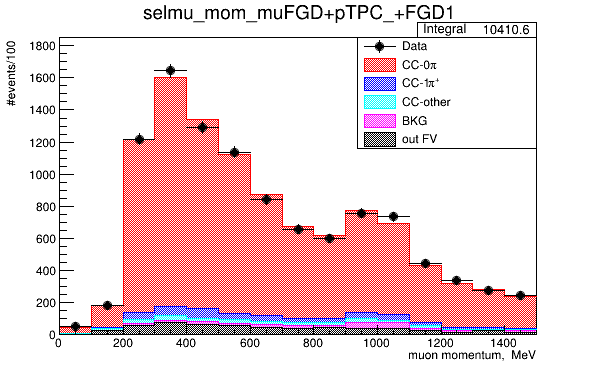 selmu_mom_muFGD+pTPC_+FGD1
Integral 10410.6
Data
CC-0π
CC-1π⁺
CC-other
BKG
out FV
#events/100
1800
1600
1400
1200
1000
800
600
400
200
0
0 200 400 600 800 1000 1200 1400
muon momentum, MeV